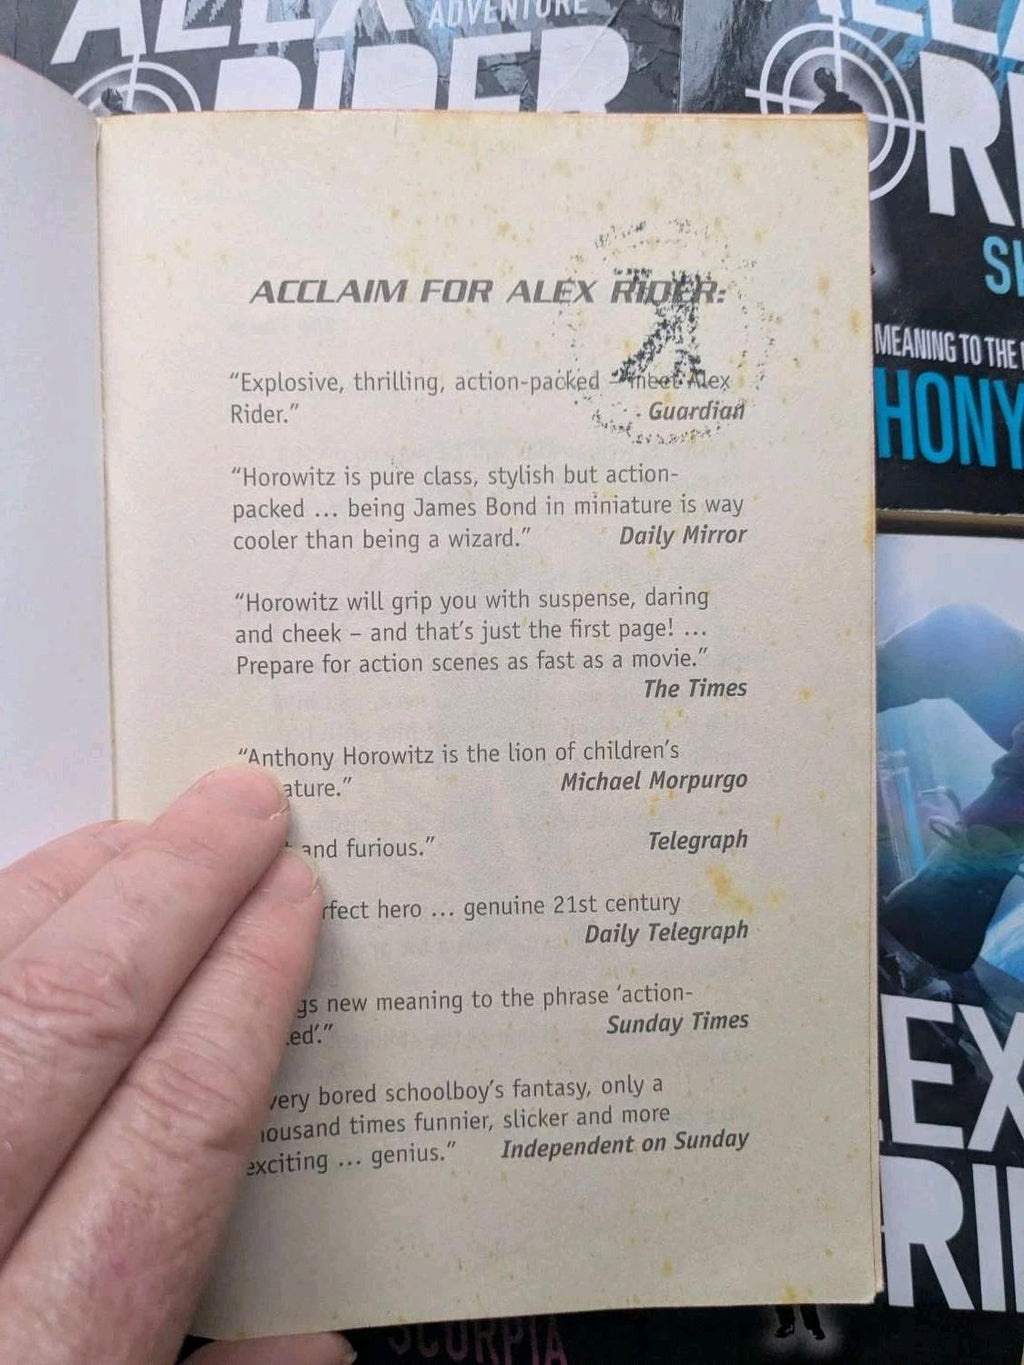 ADVENTURE
RIDER
ACCLAIM FOR ALEX RIDER:
“Explosive, thrilling, action-packed – meet Alex
Rider.” Guardian
“Horowitz is pure class, stylish but action-
packed ... being James Bond in miniature is way
cooler than being a wizard.” Daily Mirror
“Horowitz will grip you with suspense, daring
and cheek – and that’s just the first page! ...
Prepare for action scenes as fast as a movie.”
The Times
“Anthony Horowitz is the lion of children’s
ature.” Michael Morpurgo
and furious.” Telegraph
rfect hero ... genuine 21st century
Daily Telegraph
gs new meaning to the phrase ‘action-
ed’.” Sunday Times
very bored schoolboy’s fantasy, only a
housand times funnier, slicker and more
exciting ... genius.” Independent on Sunday
MEANING TO THE
HONY
EX
RI
SCORPIA